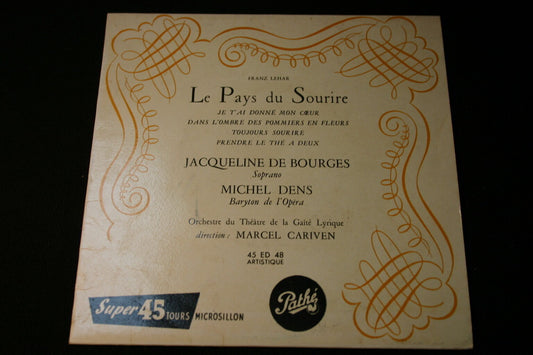 FRANZ LEHAR
Le Pays du Sourire
JE T'AI DONNÉ MON CŒUR
DANS L'OMBRE DES POMMIERS EN FLEURS
TOUJOURS SOURIRE
PRENDRE LE THÉ A DEUX
JACQUELINE DE BOURGES
Soprano
MICHEL DENS
Baryton de l'Opéra
Orchestre du Théâtre de la Gaîté Lyrique
direction: MARCEL CARIVEN
45 ED 48
ARTISTIQUE
Super 45 TOURS MICROSILLON
Pathé